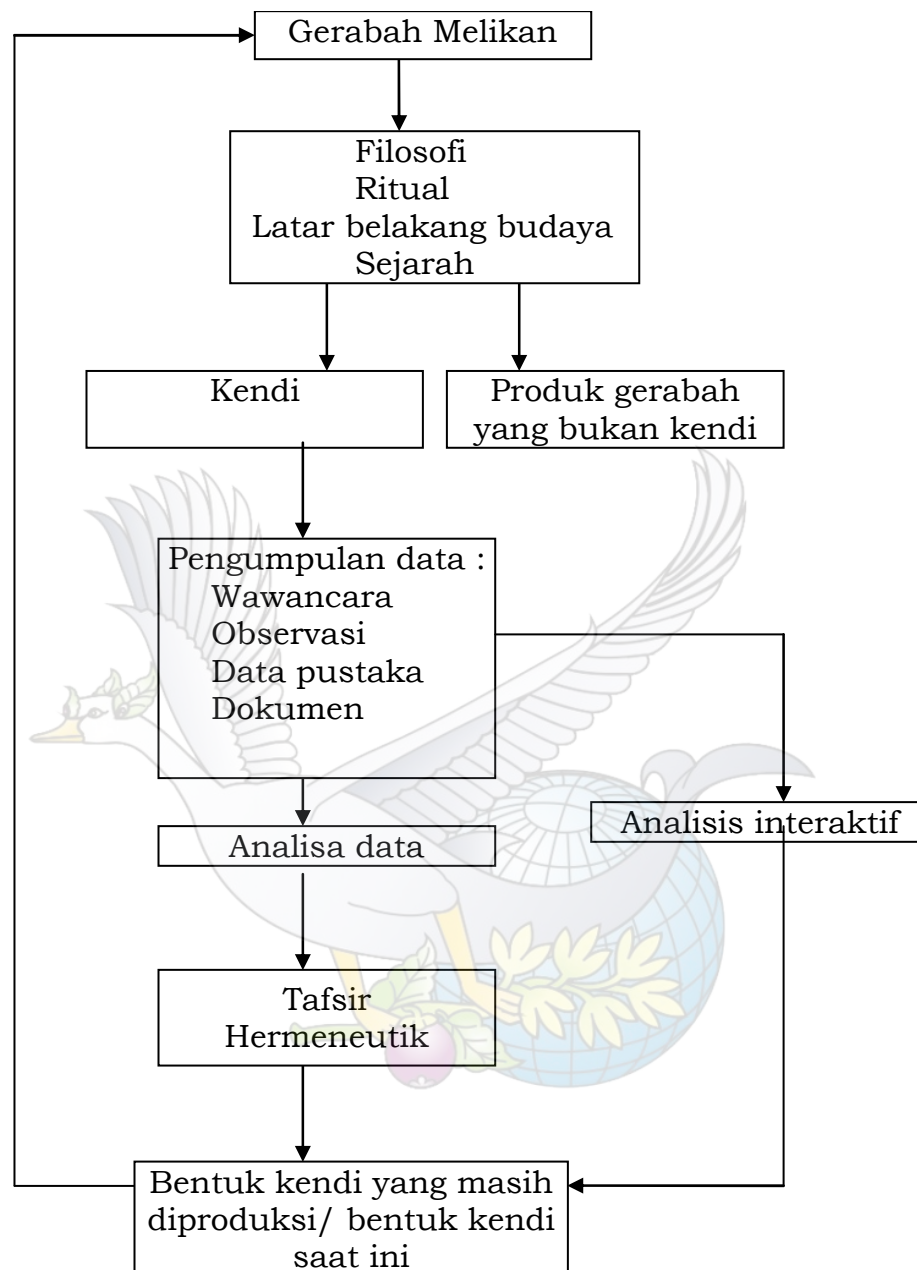 Gerabah Melikan
Filosofi
Ritual
Latar belakang budaya
Sejarah
Kendi
Produk gerabah
yang bukan kendi
Pengumpulan data :
Wawancara
Observasi
Data pustaka
Dokumen
Analisis interaktif
Analisa data
Tafsir
Hermeneutik
Bentuk kendi yang masih
diproduksi/ bentuk kendi
saat ini